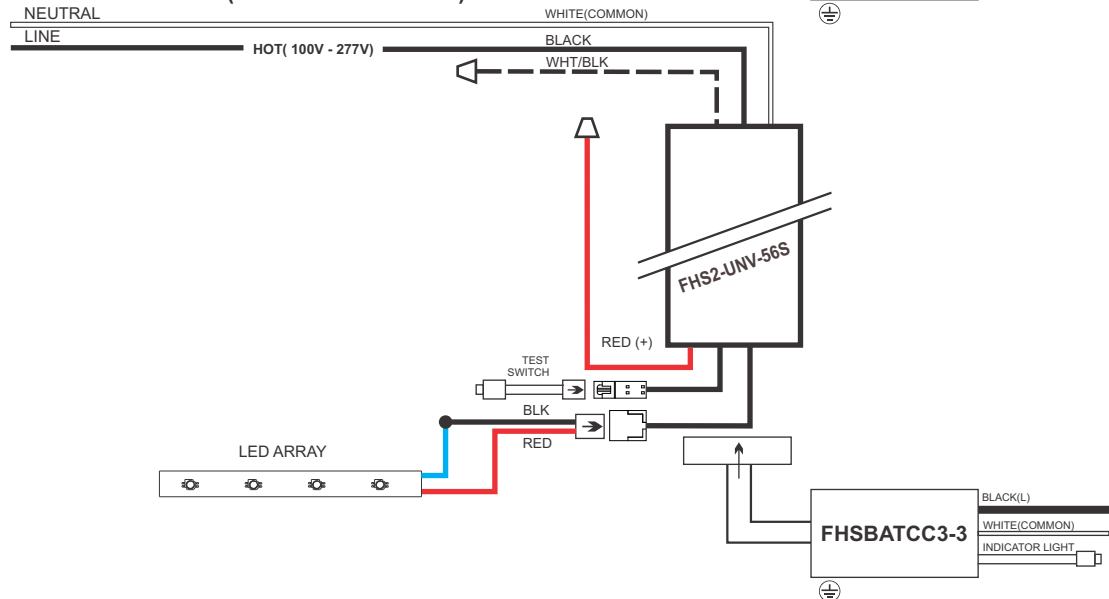 NEUTRAL
WHITE(COMMON)
LINE
HOT( 100V - 277V)
BLACK
WHT/BLK
FHS2-UNV-56S
RED (+)
TEST
SWITCH
BLK
RED
LED ARRAY
BLACK(L)
WHITE(COMMON)
INDICATOR LIGHT
FHSBATCC3-3